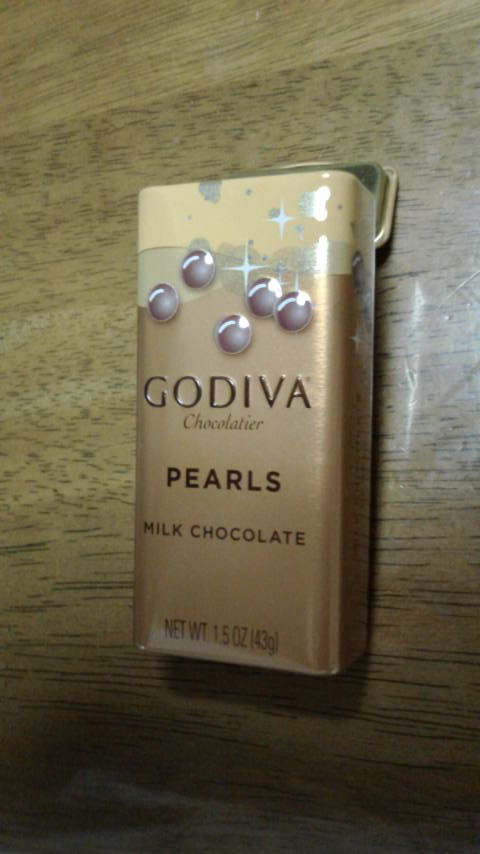 GODIVA
Chocolatier
PEARLS
MILK CHOCOLATE
NET WT. 1.5 OZ (43g)